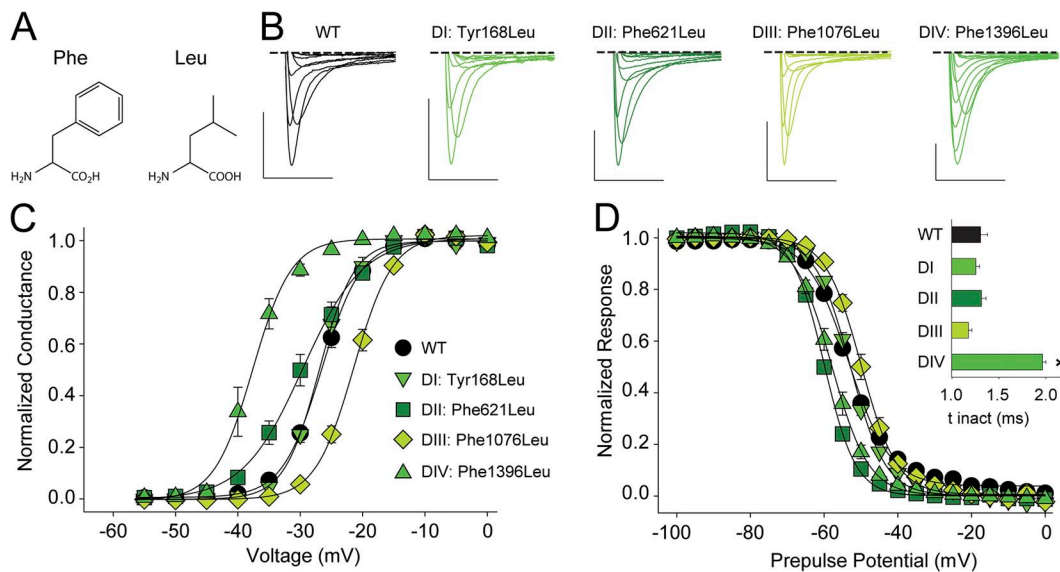 A
B
Phe
Leu
H₂N
CO₂H
H₂N
COOH
WT
DI: Tyr168Leu
DII: Phe621Leu
DIII: Phe1076Leu
DIV: Phe1396Leu
C
Normalized Conductance
1.0
0.8
0.6
0.4
0.2
0.0
-60
-50
-40
-30
-20
-10
0
Voltage (mV)
WT
DI: Tyr168Leu
DII: Phe621Leu
DIII: Phe1076Leu
DIV: Phe1396Leu
D
Normalized Response
1.0
0.8
0.6
0.4
0.2
0.0
-100
-80
-60
-40
-20
0
Prepulse Potential (mV)
WT
DI
DII
DIII
DIV
1.0
2.0
t inact (ms)